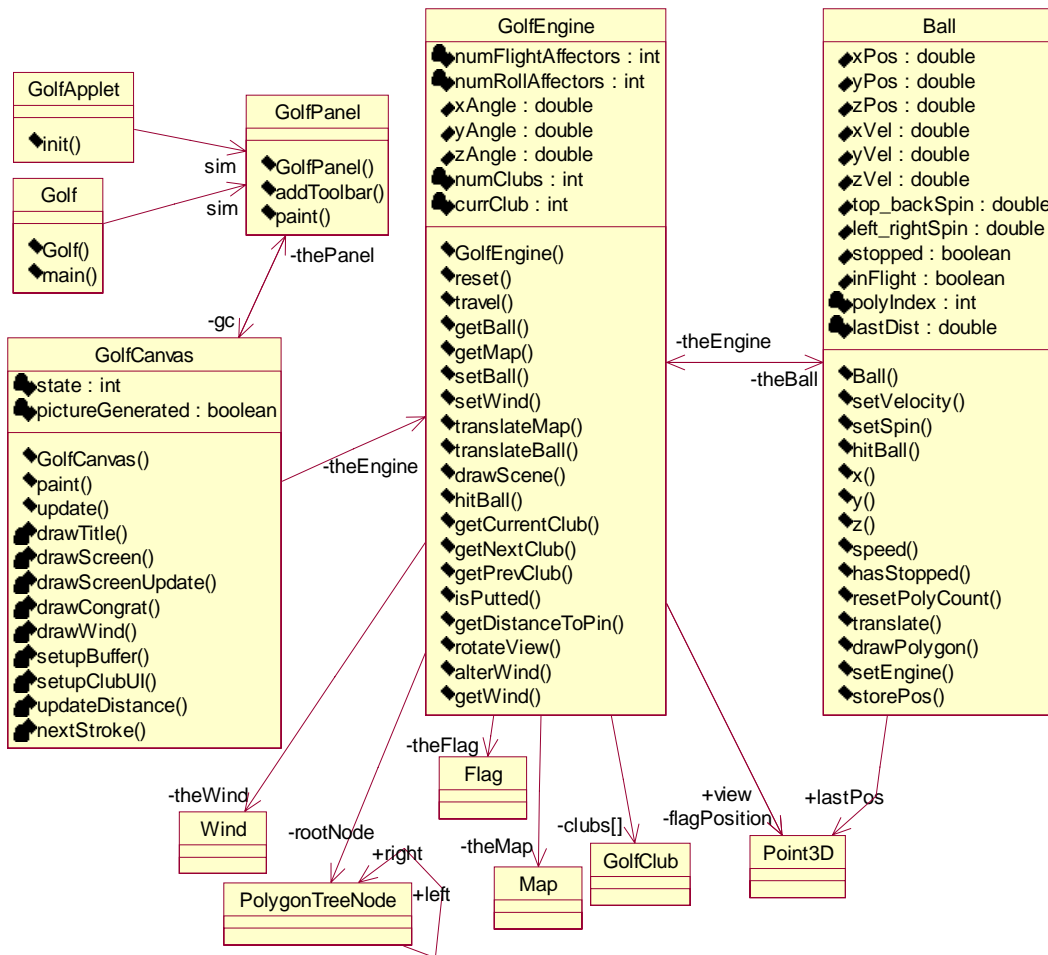 GolfApplet
init()
Golf
Golf()
main()
sim
sim
GolfPanel
GolfPanel()
addToolbar()
paint()
-thePanel
-gc
GolfCanvas
state : int
pictureGenerated : boolean
GolfCanvas()
paint()
update()
drawTitle()
drawScreen()
drawScreenUpdate()
drawCongrat()
drawWind()
setupBuffer()
setupClubUI()
updateDistance()
nextStroke()
-theEngine
GolfEngine
numFlightAffectors : int
numRollAffectors : int
xAngle : double
yAngle : double
zAngle : double
numClubs : int
currClub : int
GolfEngine()
reset()
travel()
getBall()
getMap()
setBall()
setWind()
translateMap()
translateBall()
drawScene()
hitBall()
getCurrentClub()
getNextClub()
getPrevClub()
isPutted()
getDistanceToPin()
rotateView()
alterWind()
getWind()
-theEngine
-theBall
Ball
xPos : double
yPos : double
zPos : double
xVel : double
yVel : double
zVel : double
top_backSpin : double
left_rightSpin : double
stopped : boolean
inFlight : boolean
polyIndex : int
lastDist : double
Ball()
setVelocity()
setSpin()
hitBall()
x()
y()
z()
speed()
hasStopped()
resetPolyCount()
translate()
drawPolygon()
setEngine()
storePos()
-theWind
Wind
-rootNode
+right
+left
PolygonTreeNode
-theFlag
Flag
-theMap
Map
-clubs[]
GolfClub
+view
-flagPosition
+lastPos
Point3D